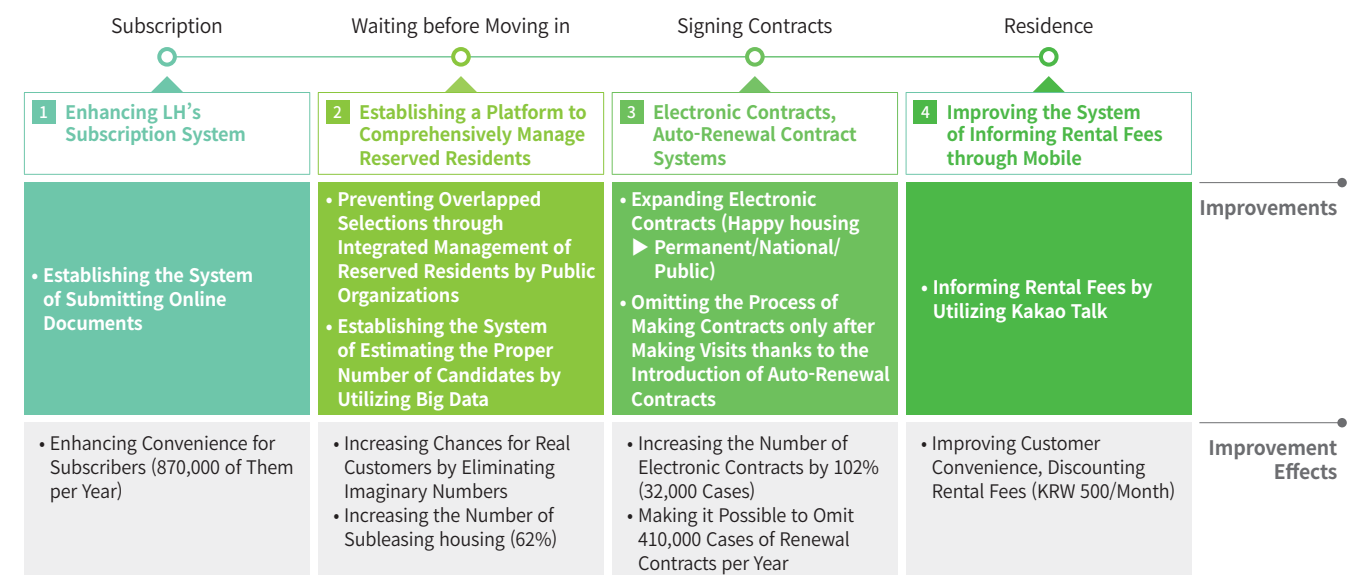 Subscription
Waiting before Moving in
Signing Contracts
Residence
1 Enhancing LH's
Subscription System
2 Establishing a Platform to
Comprehensively Manage
Reserved Residents
3 Electronic Contracts,
Auto-Renewal Contract
Systems
4 Improving the System
of Informing Rental Fees
through Mobile
• Establishing the System
of Submitting Online
Documents
• Preventing Overlapped
Selections through
Integrated Management of
Reserved Residents by Public
Organizations
• Establishing the System
of Estimating the Proper
Number of Candidates by
Utilizing Big Data
• Expanding Electronic
Contracts (Happy housing
▶ Permanent/National/
Public)
• Omitting the Process of
Making Contracts only after
Making Visits thanks to the
Introduction of Auto-Renewal
Contracts
• Informing Rental Fees by
Utilizing Kakao Talk
Improvements
• Enhancing Convenience for
Subscribers (870,000 of Them
per Year)
• Increasing Chances for Real
Customers by Eliminating
Imaginary Numbers
• Increasing the Number of
Subleasing housing (62%)
• Increasing the Number of
Electronic Contracts by 102%
(32,000 Cases)
• Making it Possible to Omit
410,000 Cases of Renewal
Contracts per Year
• Improving Customer
Convenience, Discounting
Rental Fees (KRW 500/Month)
Improvement
Effects